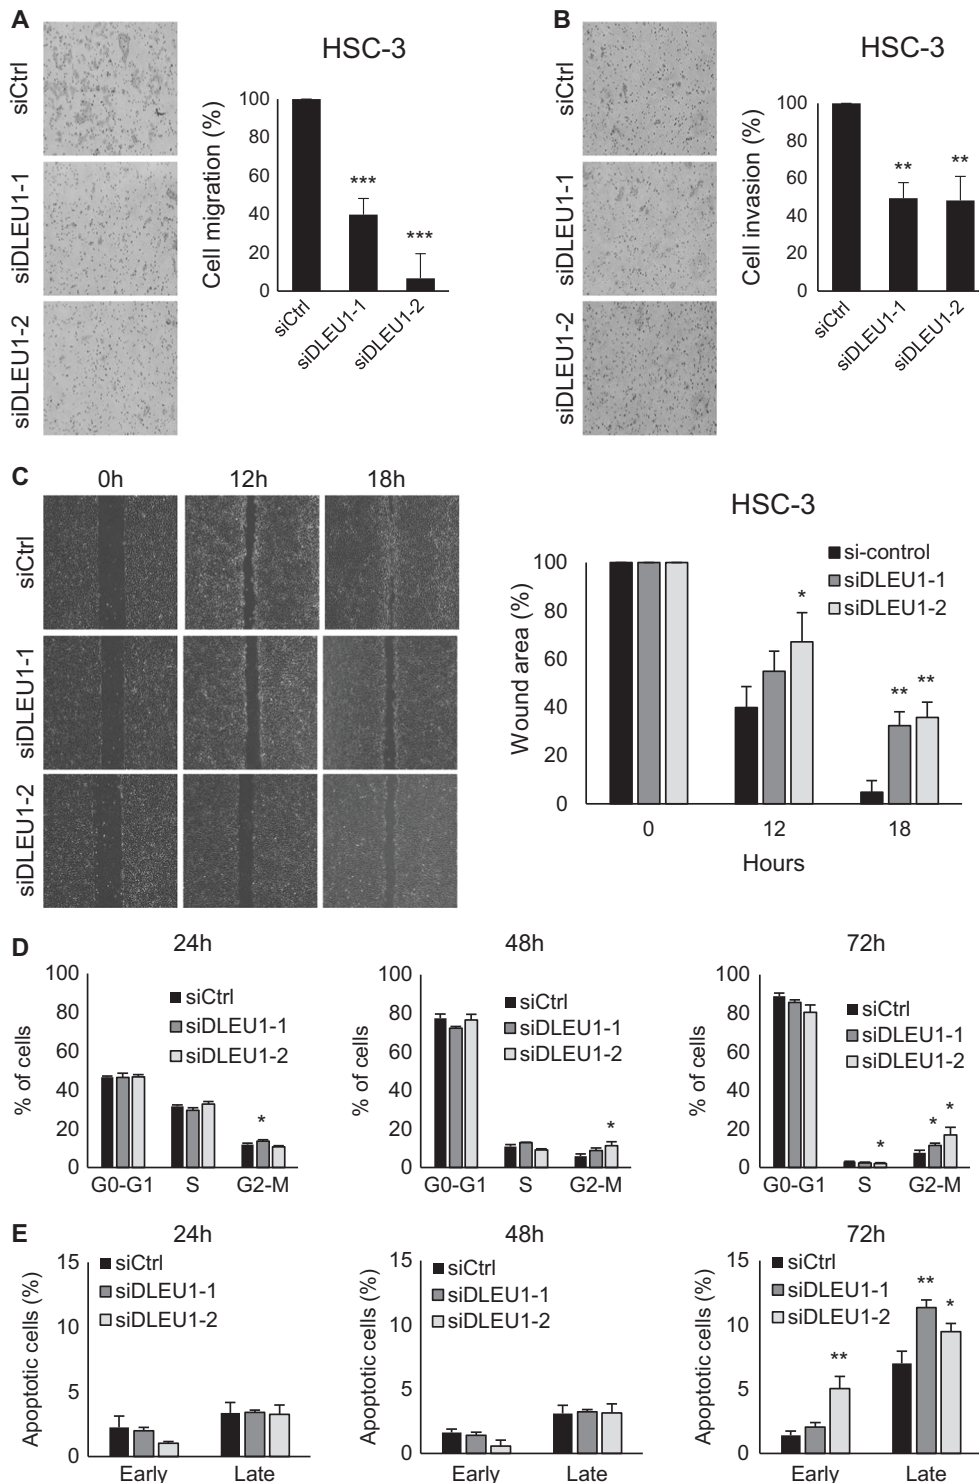 A
siCtrl
siDLEU1-1
siDLEU1-2
HSC-3
Cell migration (%)
100
80
60
40
20
0
***
***
siCtrl
siDLEU1-1
siDLEU1-2
B
siCtrl
siDLEU1-1
siDLEU1-2
HSC-3
Cell invasion (%)
100
80
60
40
20
0
**
**
siCtrl
siDLEU1-1
siDLEU1-2
C
0h
12h
18h
siCtrl
siDLEU1-1
siDLEU1-2
HSC-3
si-control
siDLEU1-1
siDLEU1-2
Wound area (%)
100
80
60
40
20
0
*
**
**
0
12
18
Hours
D
24h
% of cells
100
80
60
40
20
0
siCtrl
siDLEU1-1
siDLEU1-2
*
G0-G1
S
G2-M
48h
% of cells
100
80
60
40
20
0
siCtrl
siDLEU1-1
siDLEU1-2
*
G0-G1
S
G2-M
72h
% of cells
100
80
60
40
20
0
siCtrl
siDLEU1-1
siDLEU1-2
*
*
*
G0-G1
S
G2-M
E
24h
Apoptotic cells (%)
15
10
5
0
siCtrl
siDLEU1-1
siDLEU1-2
Early
Late
48h
Apoptotic cells (%)
15
10
5
0
siCtrl
siDLEU1-1
siDLEU1-2
Early
Late
72h
Apoptotic cells (%)
15
10
5
0
siCtrl
siDLEU1-1
siDLEU1-2
**
**
*
Early
Late